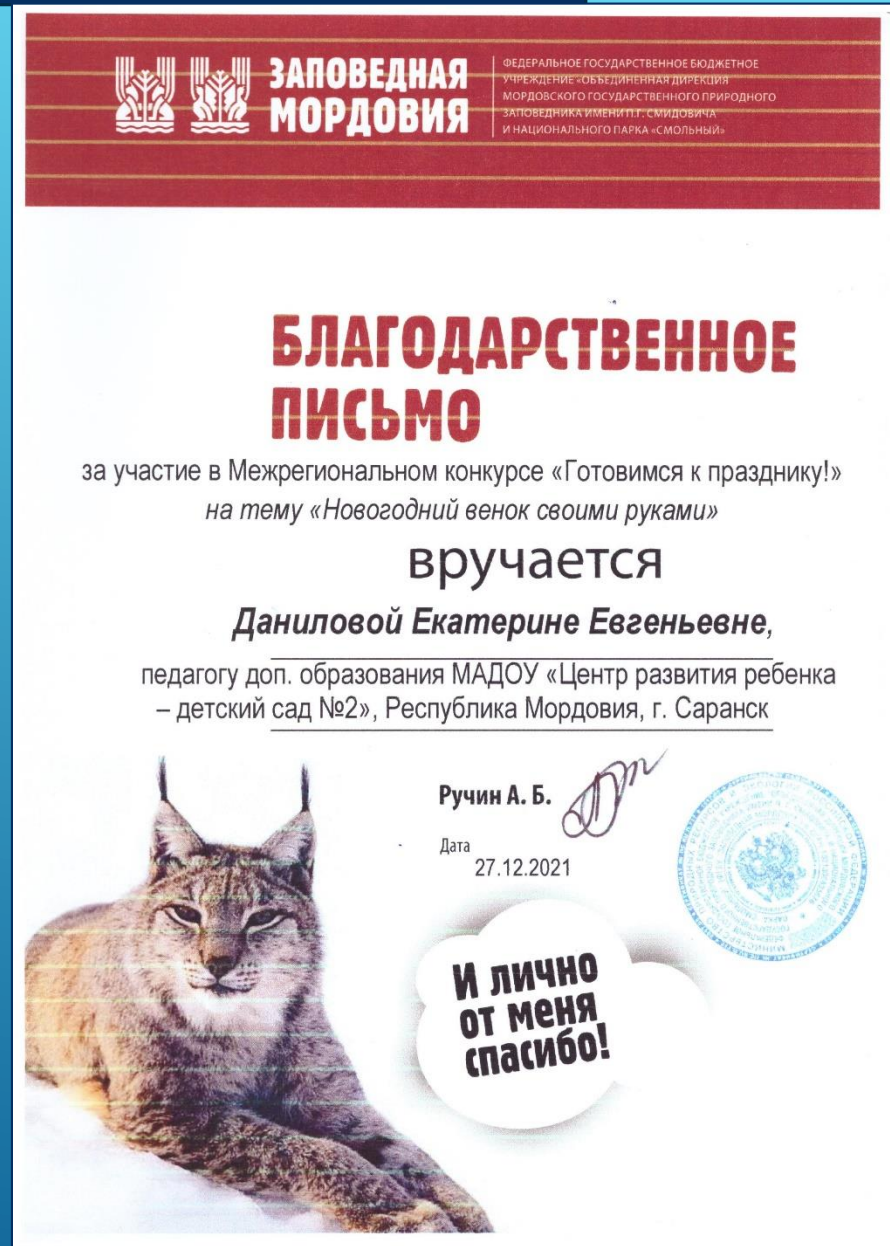 ЗАПОВЕДНАЯ
МОРДОВИЯ
ФЕДЕРАЛЬНОЕ ГОСУДАРСТВЕННОЕ БЮДЖЕТНОЕ
УЧРЕЖДЕНИЕ «ОБЪЕДИНЕННАЯ ДИРЕКЦИЯ
МОРДОВСКОГО ГОСУДАРСТВЕННОГО ПРИРОДНОГО
ЗАПОВЕДНИКА ИМЕНИ П.Г. СМИДОВИЧА
И НАЦИОНАЛЬНОГО ПАРКА «СМОЛЬНЫЙ»
БЛАГОДАРСТВЕННОЕ
ПИСЬМО
за участие в Межрегиональном конкурсе «Готовимся к празднику!»
на тему «Новогодний венок своими руками»
вручается
Даниловой Екатерине Евгеньевне,
педагогу доп. образования МАДОУ «Центр развития ребенка
– детский сад №2», Республика Мордовия, г. Саранск
Ручин А. Б.
Дата
27.12.2021
И лично
от меня
спасибо!